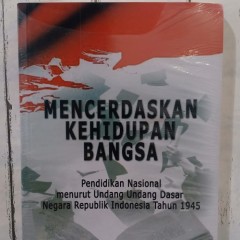 MENCERDASKAN
KEHIDUPAN
BANGSA
Pendidikan Nasional
menurut Undang Undang Dasar
Negara Republik Indonesia Tahun 1945